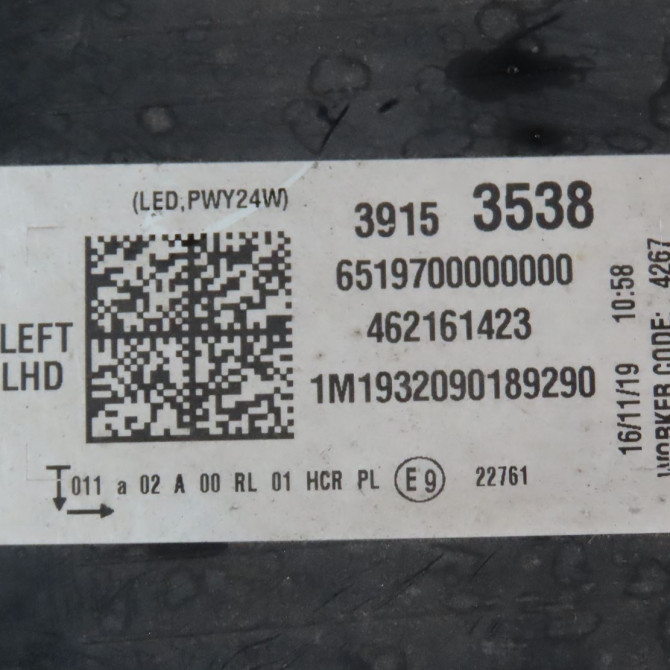 (LED,PWY24W)
3915 3538
6519700000000
462161423
1M1932090189290
LEFT
LHD
011 a 02 A 00 RL 01 HCR PL E9 22761
16/11/19 10:58
WORKER CODE: 4267